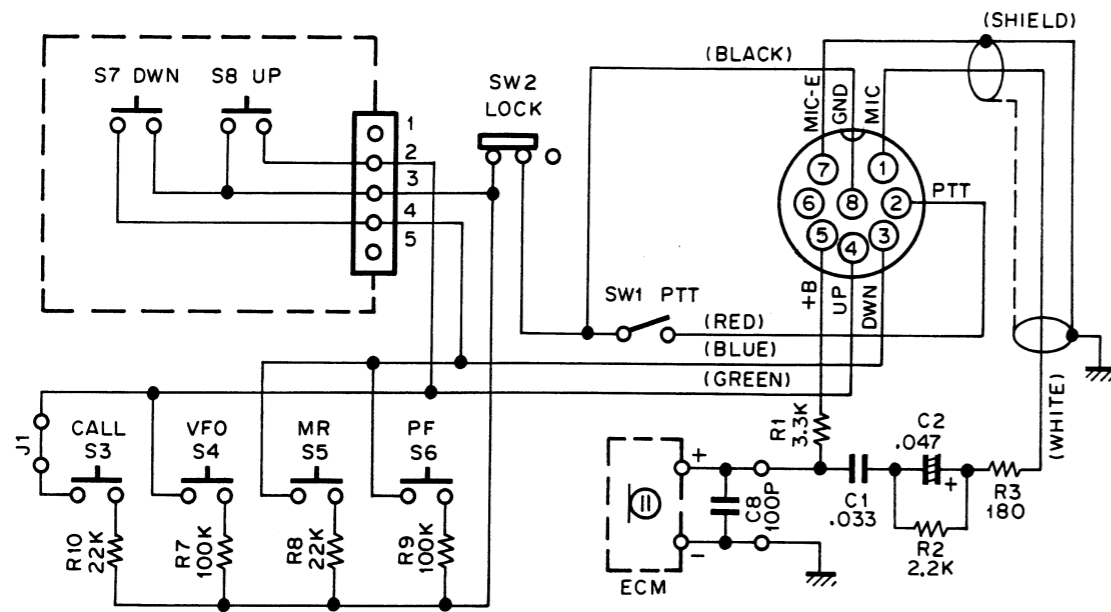 (SHIELD)
(BLACK)
S7 DWN
S8 UP
SW2
LOCK
1
2
3
4
5
MIC-E
GND
MIC
7
1
6
8
2
PTT
5
4
3
+B
UP
DWN
SW1 PTT
(RED)
(BLUE)
(GREEN)
(WHITE)
J1
CALL
S3
VFO
S4
MR
S5
PF
S6
R10
22K
R7
100K
R8
22K
R9
100K
R1
3.3K
+
-
ECM
C8
100P
C1
.033
C2
.047
+
R2
2.2K
R3
180